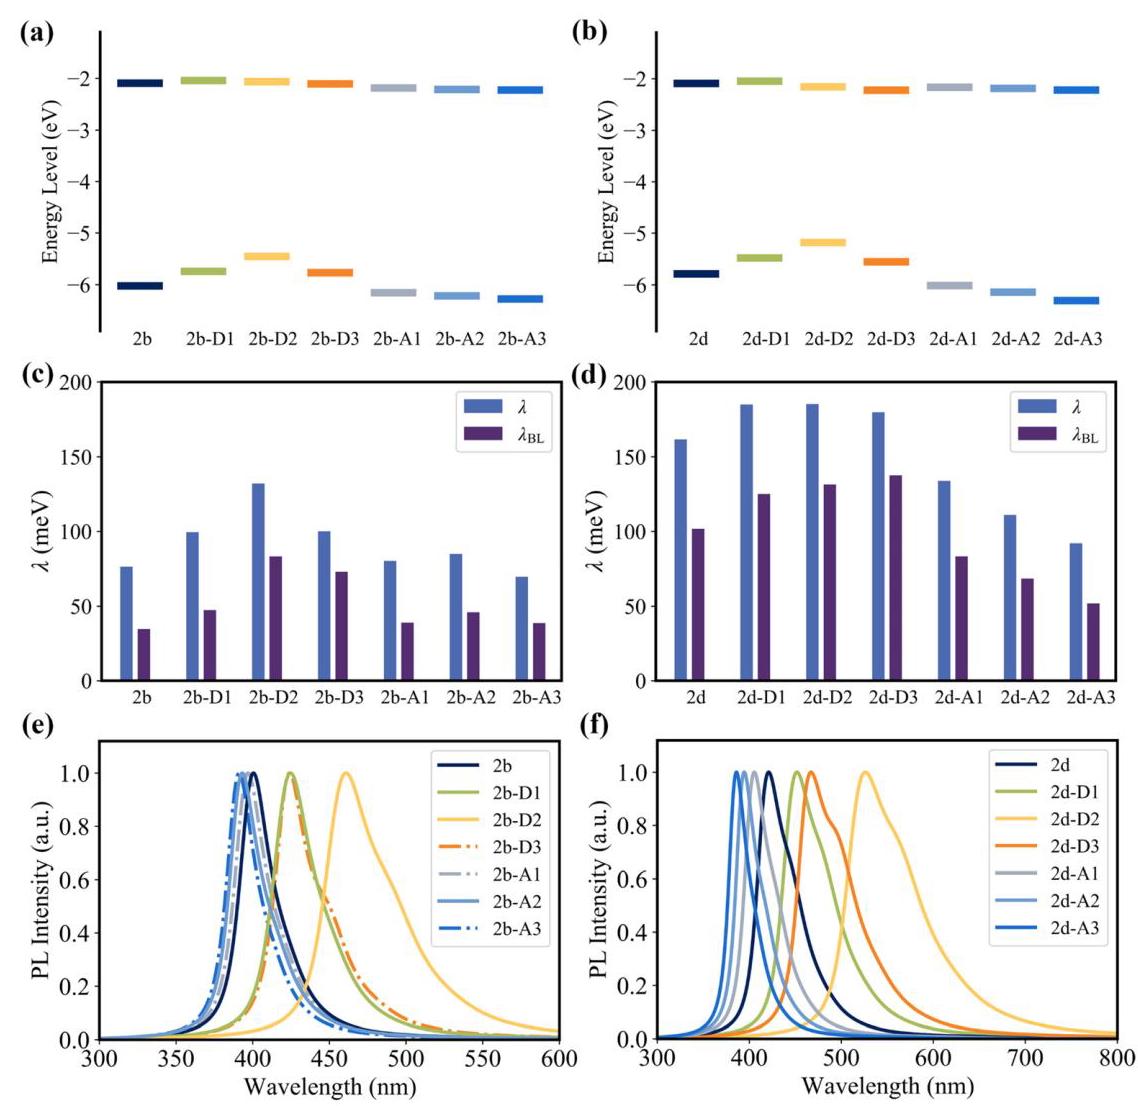 (a)
Energy Level (eV)
−2
−3
−4
−5
−6
2b 2b-D1 2b-D2 2b-D3 2b-A1 2b-A2 2b-A3
(b)
Energy Level (eV)
−2
−3
−4
−5
−6
2d 2d-D1 2d-D2 2d-D3 2d-A1 2d-A2 2d-A3
(c)
λ (meV)
200
150
100
50
0
λ
λBL
2b 2b-D1 2b-D2 2b-D3 2b-A1 2b-A2 2b-A3
(d)
λ (meV)
200
150
100
50
0
λ
λBL
2d 2d-D1 2d-D2 2d-D3 2d-A1 2d-A2 2d-A3
(e)
PL Intensity (a.u.)
1.0
0.8
0.6
0.4
0.2
0.0
2b
2b-D1
2b-D2
2b-D3
2b-A1
2b-A2
2b-A3
300 350 400 450 500 550 600
Wavelength (nm)
(f)
PL Intensity (a.u.)
1.0
0.8
0.6
0.4
0.2
0.0
2d
2d-D1
2d-D2
2d-D3
2d-A1
2d-A2
2d-A3
300 400 500 600 700 800
Wavelength (nm)